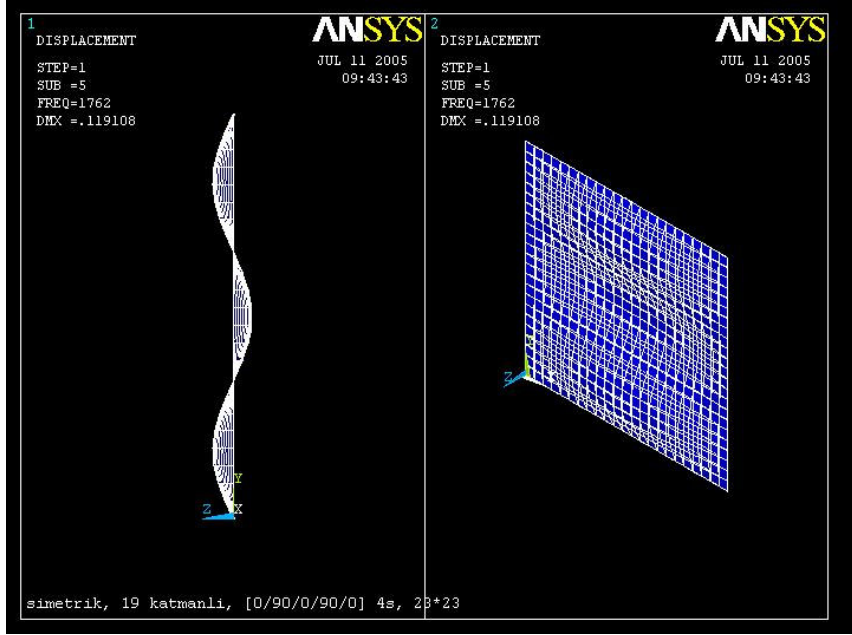 1
ANSYS
DISPLACEMENT
JUL 11 2005
09:43:43
STEP=1
SUB =5
FREQ=1762
DMX =.119108
Y
Z
X
2
ANSYS
DISPLACEMENT
JUL 11 2005
09:43:43
STEP=1
SUB =5
FREQ=1762
DMX =.119108
Z
simetrik, 19 katmanli, [0/90/0/90/0] 4s, 23*23